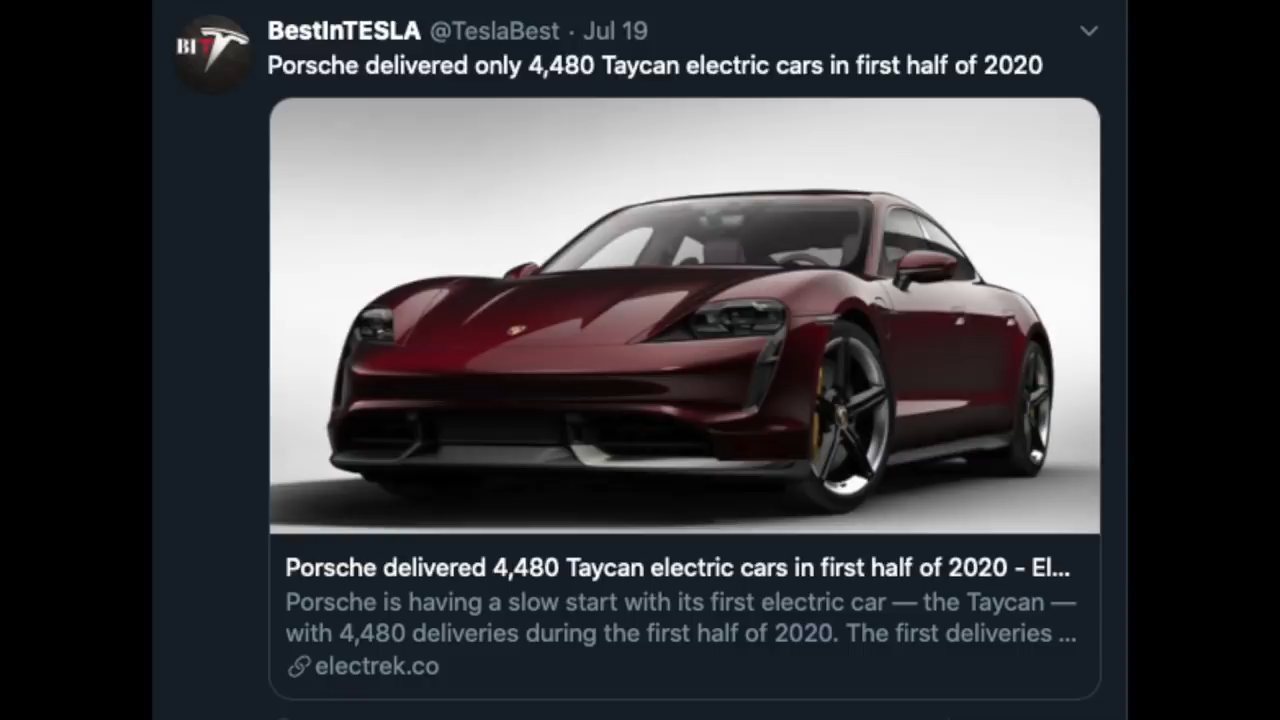 BIT
BestInTESLA @TeslaBest · Jul 19
Porsche delivered only 4,480 Taycan electric cars in first half of 2020
Porsche delivered 4,480 Taycan electric cars in first half of 2020 - El...
Porsche is having a slow start with its first electric car — the Taycan —
with 4,480 deliveries during the first half of 2020. The first deliveries ...
electrek.co